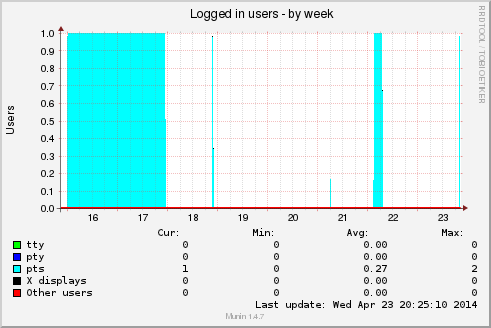 Logged in users - by week
RRDTOOL / TOBI OETIKER
Users
1.0
0.9
0.8
0.7
0.6
0.5
0.4
0.3
0.2
0.1
0.0
16 17 18 19 20 21 22 23
Cur: Min: Avg: Max:
tty 0 0 0.00 0
pty 0 0 0.00 0
pts 1 0 0.27 2
X displays 0 0 0.00 0
Other users 0 0 0.00 0
Last update: Wed Apr 23 20:25:10 2014
Munin 1.4.7